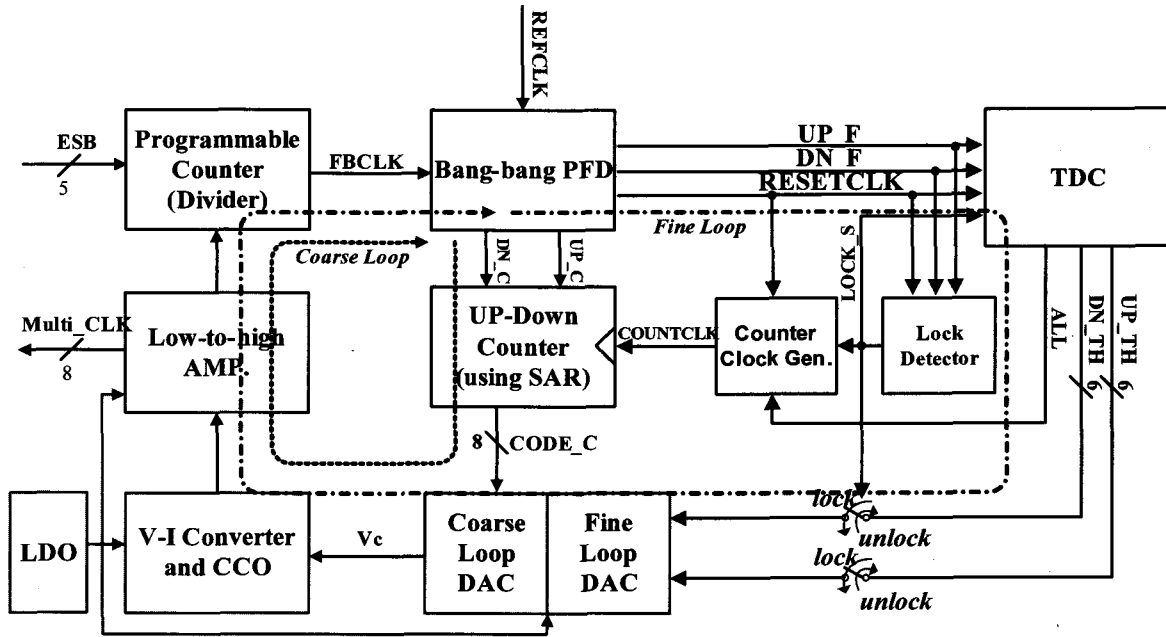 REFCLK
ESB
5
Programmable
Counter
(Divider)
FBCLK
Bang-bang PFD
UP_F
DN_F
RESETCLK
TDC
Coarse Loop
Fine Loop
DN_C
UP_C
LOCK_S
ALL
DN_TH
6
UP_TH
6
Multi_CLK
8
Low-to-high
AMP.
UP-Down
Counter
(using SAR)
COUNTCLK
Counter
Clock Gen.
Lock
Detector
8
CODE_C
LDO
V-I Converter
and CCO
Vc
Coarse
Loop
DAC
Fine
Loop
DAC
lock
unlock
lock
unlock